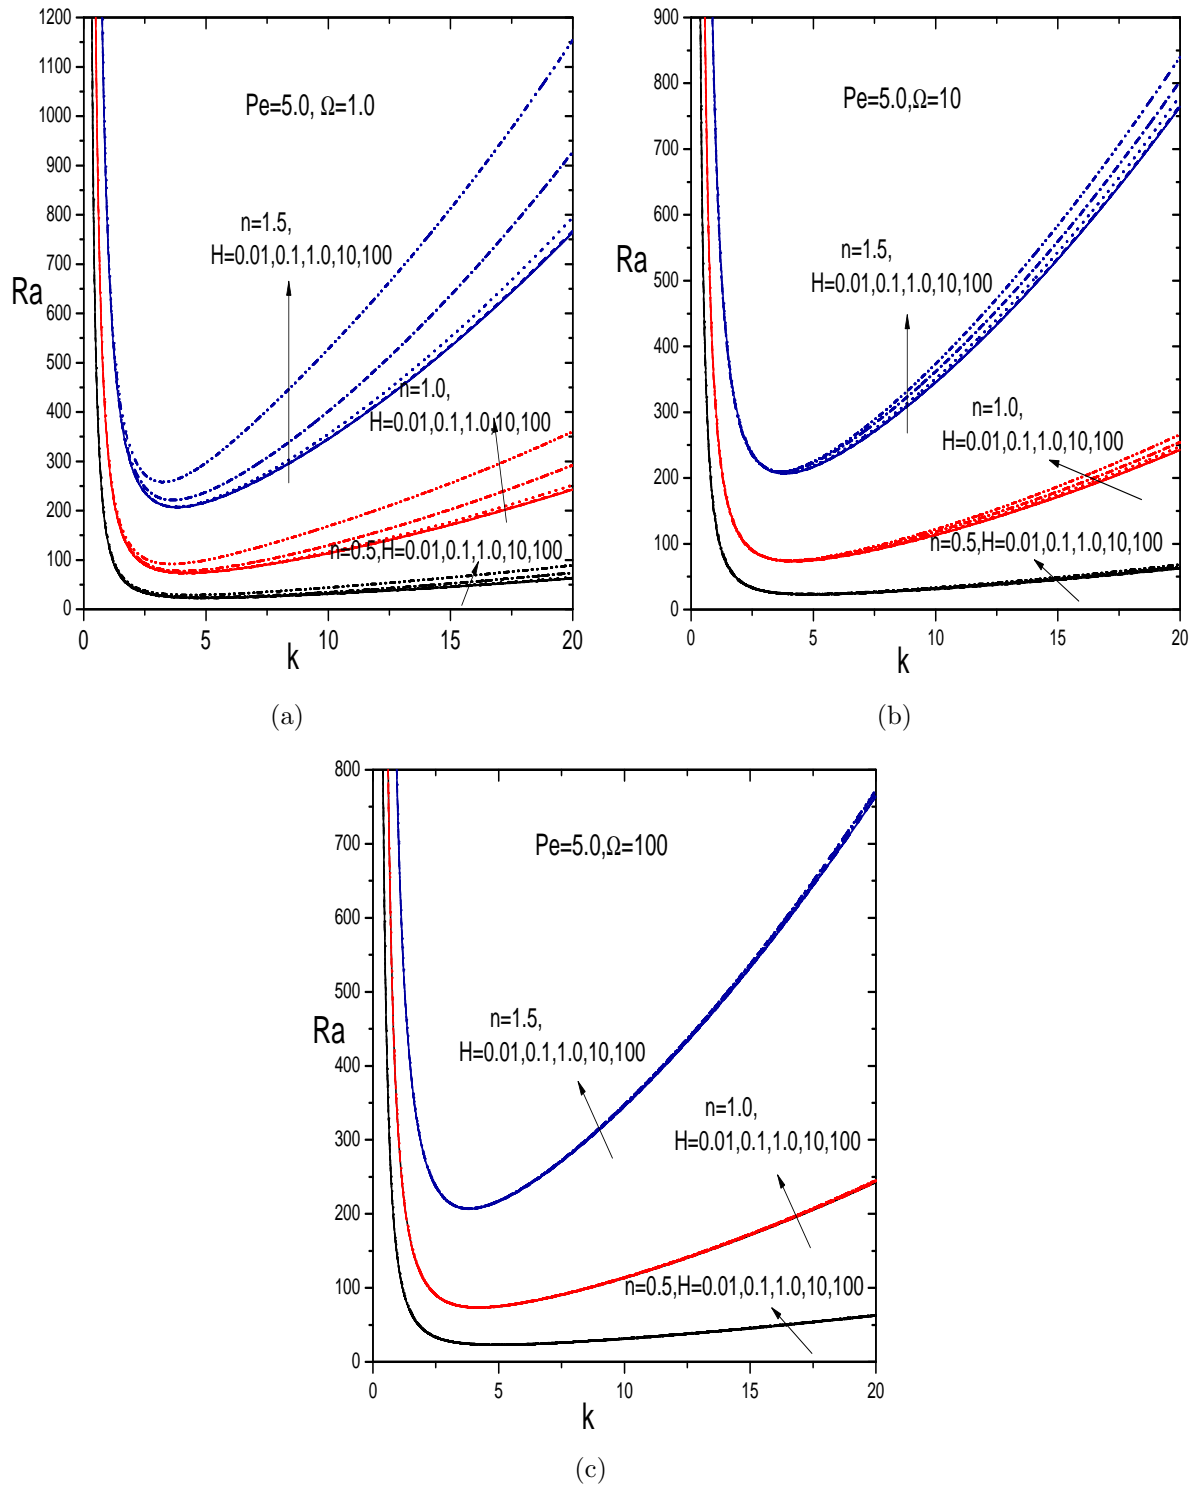 1200
1100
1000
900
800
700
600
500
400
300
200
100
0
Ra
Pe=5.0, Ω=1.0
n=1.5,
H=0.01,0.1,1.0,10,100
n=1.0,
H=0.01,0.1,1.0,10,100
n=0.5,H=0.01,0.1,1.0,10,100
0 5 10 15 20
k
(a)
900
800
700
600
500
400
300
200
100
0
Ra
Pe=5.0,Ω=10
n=1.5,
H=0.01,0.1,1.0,10,100
n=1.0,
H=0.01,0.1,1.0,10,100
n=0.5,H=0.01,0.1,1.0,10,100
0 5 10 15 20
k
(b)
800
700
600
500
400
300
200
100
0
Ra
Pe=5.0,Ω=100
n=1.5,
H=0.01,0.1,1.0,10,100
n=1.0,
H=0.01,0.1,1.0,10,100
n=0.5,H=0.01,0.1,1.0,10,100
0 5 10 15 20
k
(c)